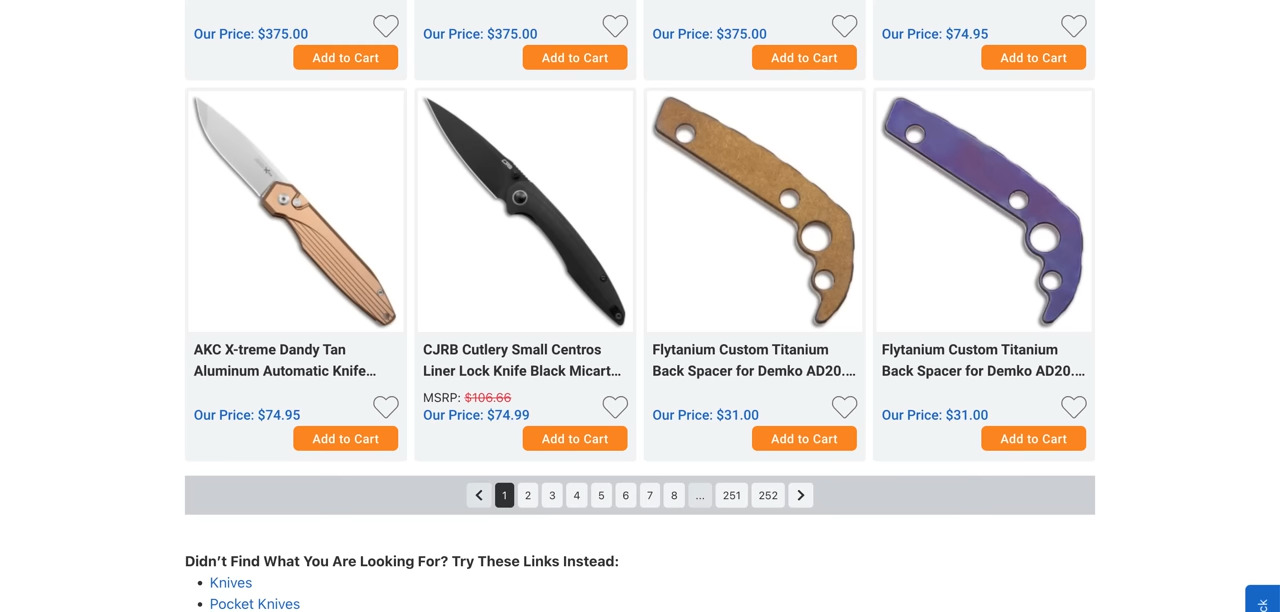 Our Price: $375.00
Add to Cart
Our Price: $375.00
Add to Cart
Our Price: $375.00
Add to Cart
Our Price: $74.95
Add to Cart
AKC X-treme Dandy Tan
Aluminum Automatic Knife...
Our Price: $74.95
Add to Cart
CJRB
CJRB Cutlery Small Centros
Liner Lock Knife Black Micart...
MSRP: $106.66
Our Price: $74.99
Add to Cart
Flytanium Custom Titanium
Back Spacer for Demko AD20....
Our Price: $31.00
Add to Cart
Flytanium Custom Titanium
Back Spacer for Demko AD20....
Our Price: $31.00
Add to Cart
1 2 3 4 5 6 7 8 ... 251 252
Didn’t Find What You Are Looking For? Try These Links Instead:
• Knives
• Pocket Knives